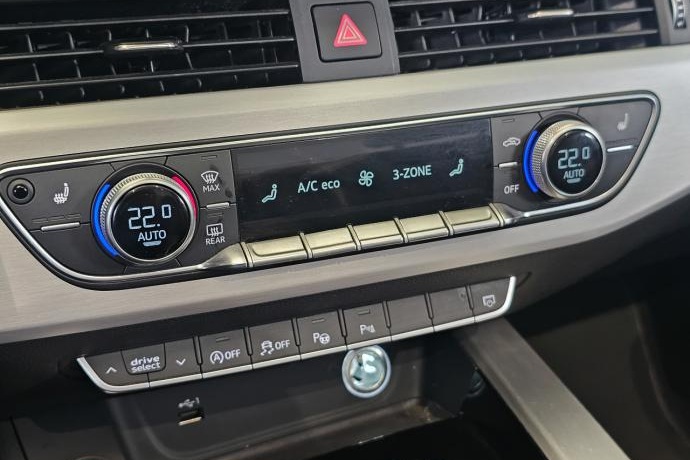 MAX
REAR
22.0
AUTO
A/C eco
3-ZONE
OFF
22.0
AUTO
drive
select
OFF
OFF
P
P